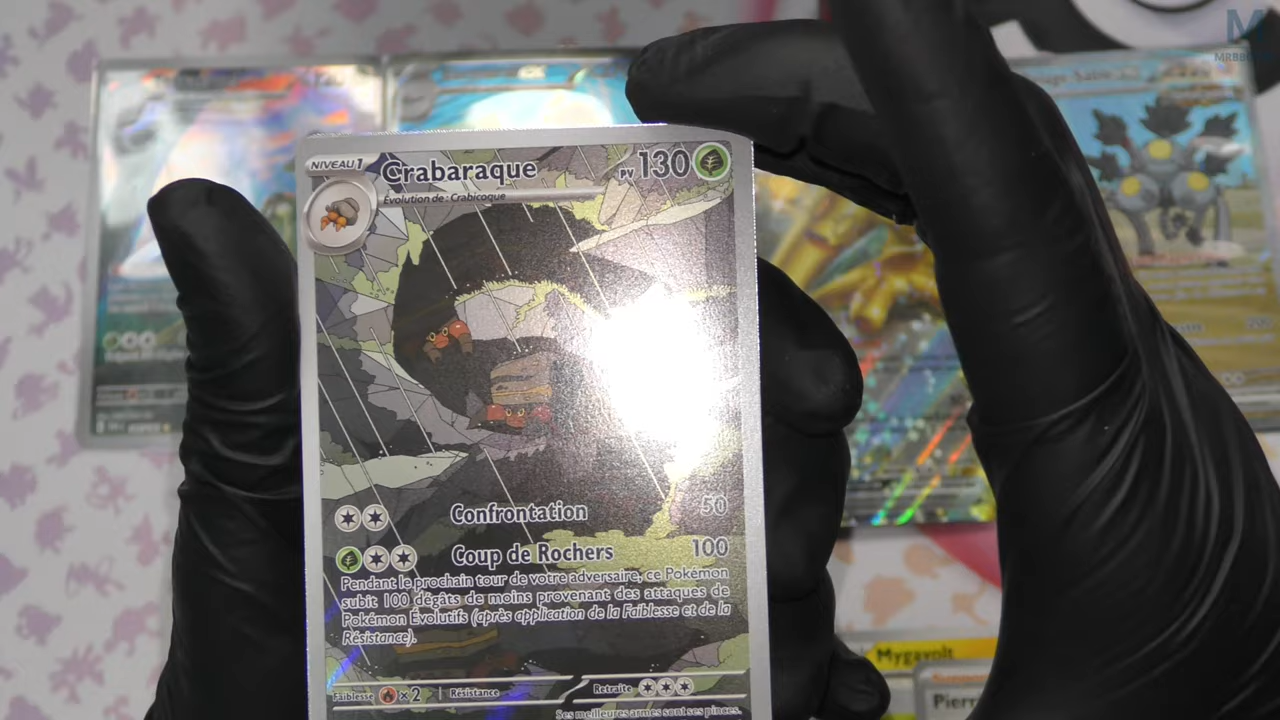 NIVEAU 1
Crabaraque
PV 130
Évolution de : Crabicoque
Confrontation 50
Coup de Rochers 100
Pendant le prochain tour de votre adversaire, ce Pokémon
subit 100 dégâts de moins provenant des attaques de
Pokémon Évolutifs (après application de la Faiblesse et de la
Résistance).
Faiblesse ×2 Résistance Retraite
Ses meilleures armes sont ses pinces.
Mygavolt
Pierr
ex
M